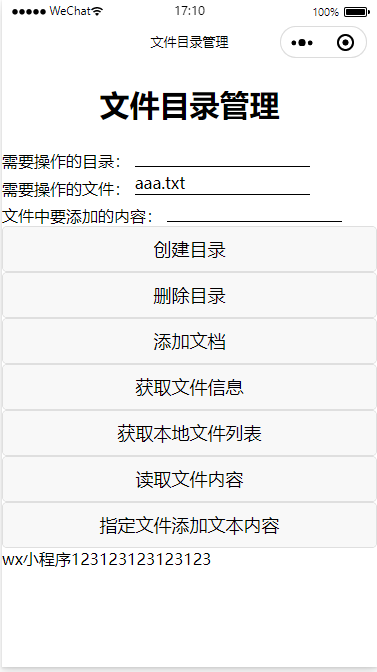 WeChat 17:10 100%
文件目录管理
文件目录管理
需要操作的目录：
需要操作的文件： aaa.txt
文件中要添加的内容：
创建目录
删除目录
添加文档
获取文件信息
获取本地文件列表
读取文件内容
指定文件添加文本内容
wx小程序123123123123123